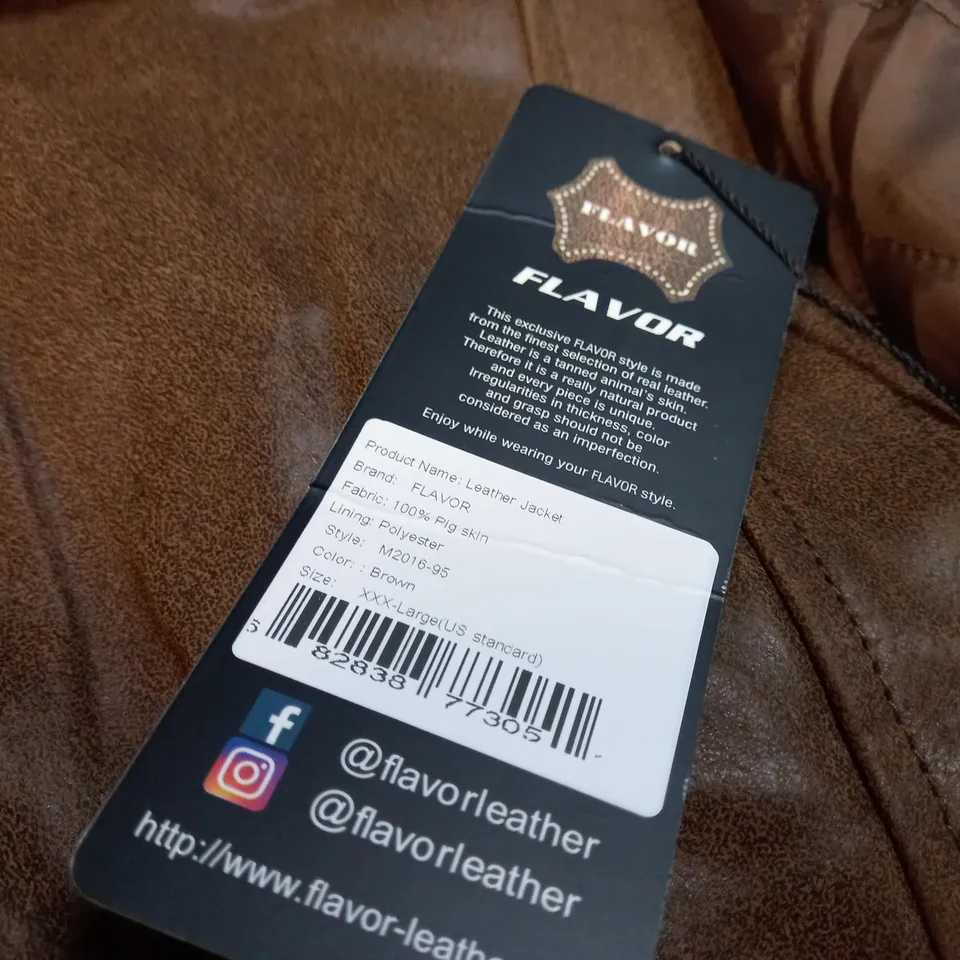 FLAVOR
FLAVOR
This exclusive FLAVOR style is made
from the finest selection of real leather.
Leather is a tanned animal's skin.
Therefore it is a really natural product
and every piece is unique.
Irregularities in thickness, color
and grasp should not be
considered as an imperfection.
Enjoy while wearing your FLAVOR style.
Product Name: Leather Jacket
Brand: FLAVOR
Fabric: 100% Pig skin
Lining: Polyester
Style: M2016-95
Color: : Brown
Size: XXX-Large(US standard)
82838 77305
@flavorleather
@flavorleather
http://www.flavor-leathe